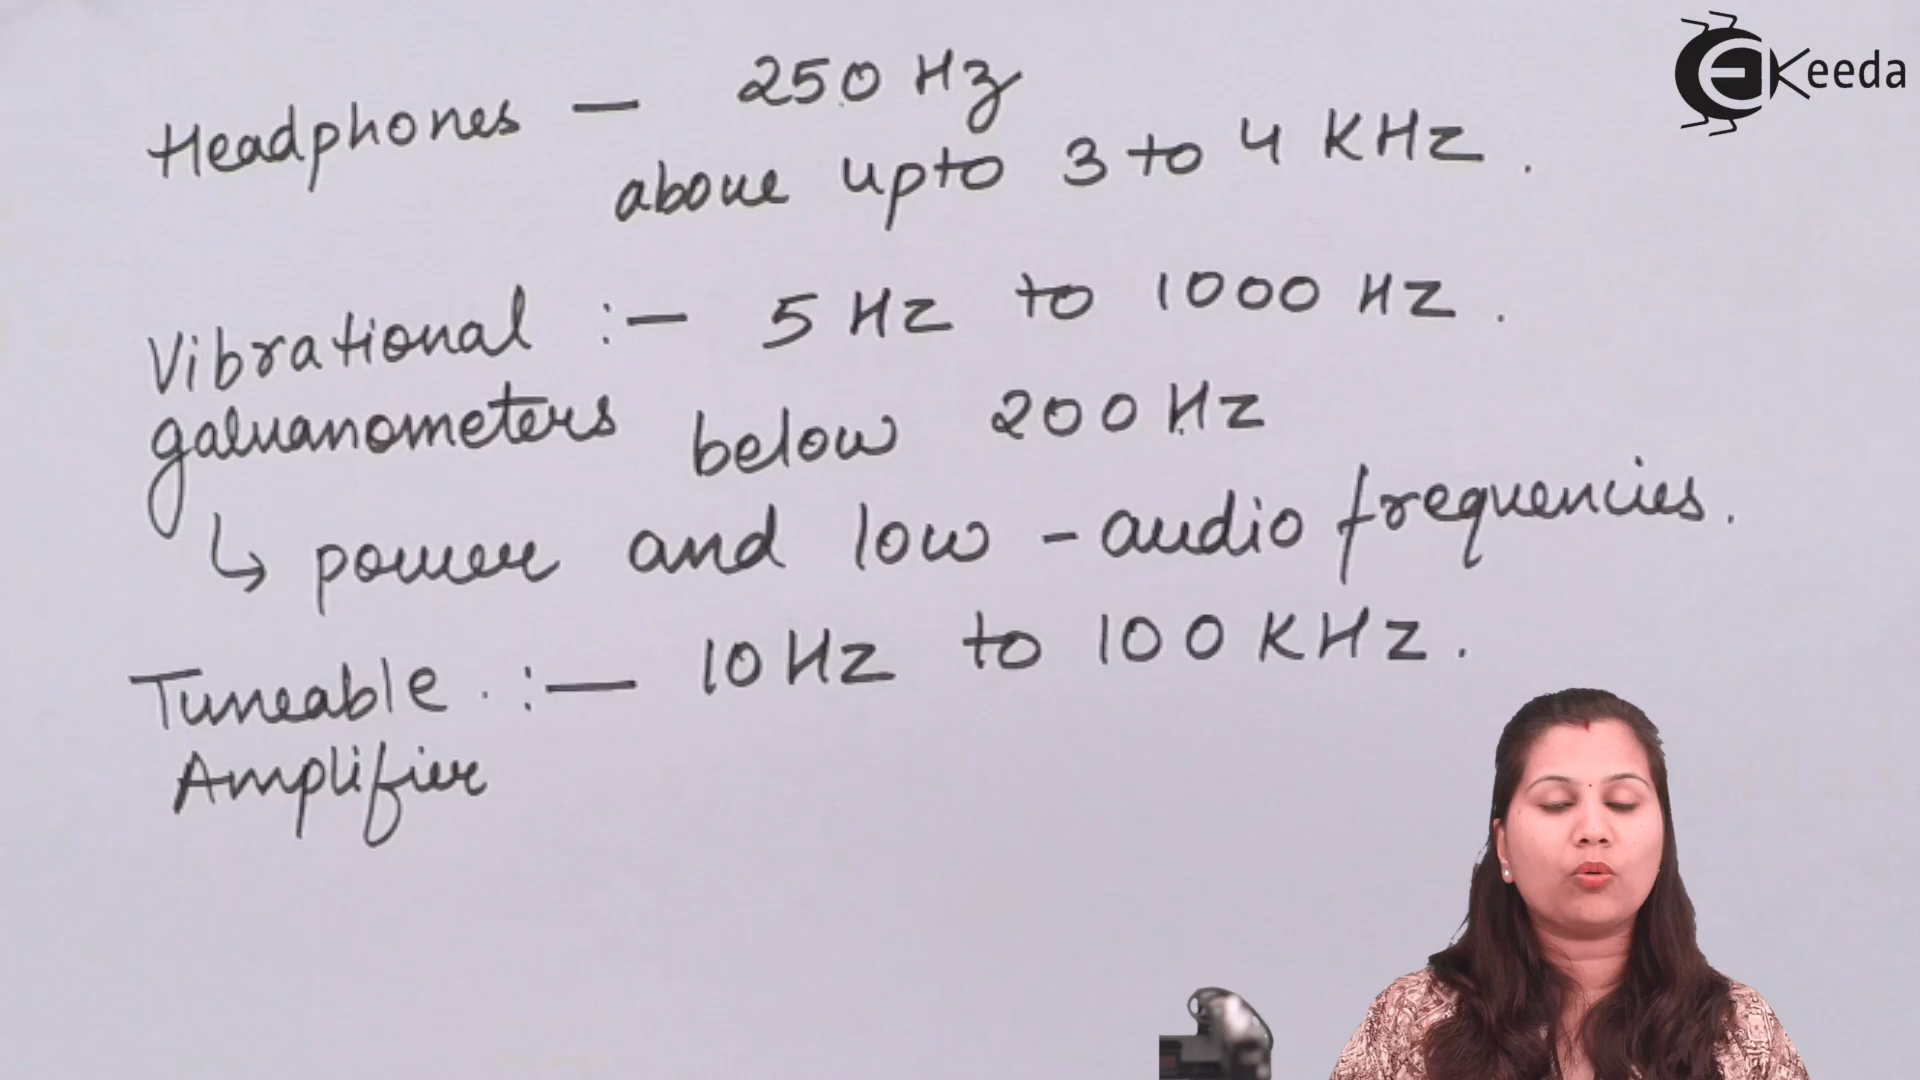 Headphones — 250 Hz
above upto 3 to 4 KHz.
Vibrational :— 5 Hz to 1000 Hz.
galvanometers below 200 Hz
↳ power and low - audio frequencies.
Tuneable :— 10 Hz to 100 KHz.
Amplifier
EKeeda